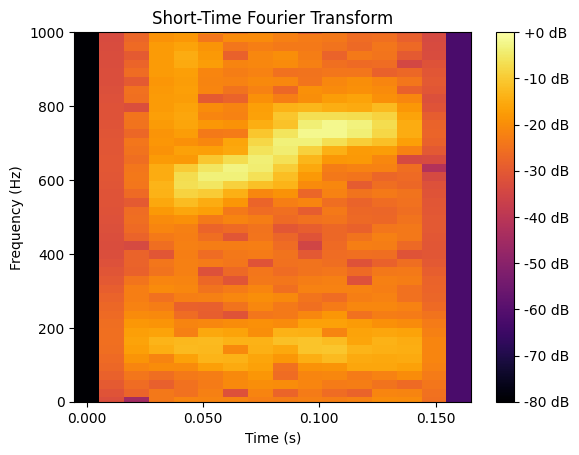 Short-Time Fourier Transform
1000
800
600
400
200
0
Frequency (Hz)
0.000
0.050
0.100
0.150
Time (s)
+0 dB
-10 dB
-20 dB
-30 dB
-40 dB
-50 dB
-60 dB
-70 dB
-80 dB